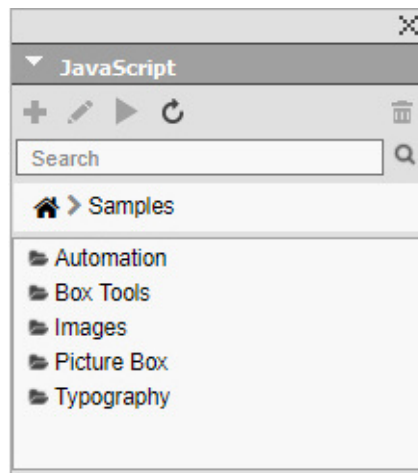 JavaScript
Search
Samples
Automation
Box Tools
Images
Picture Box
Typography